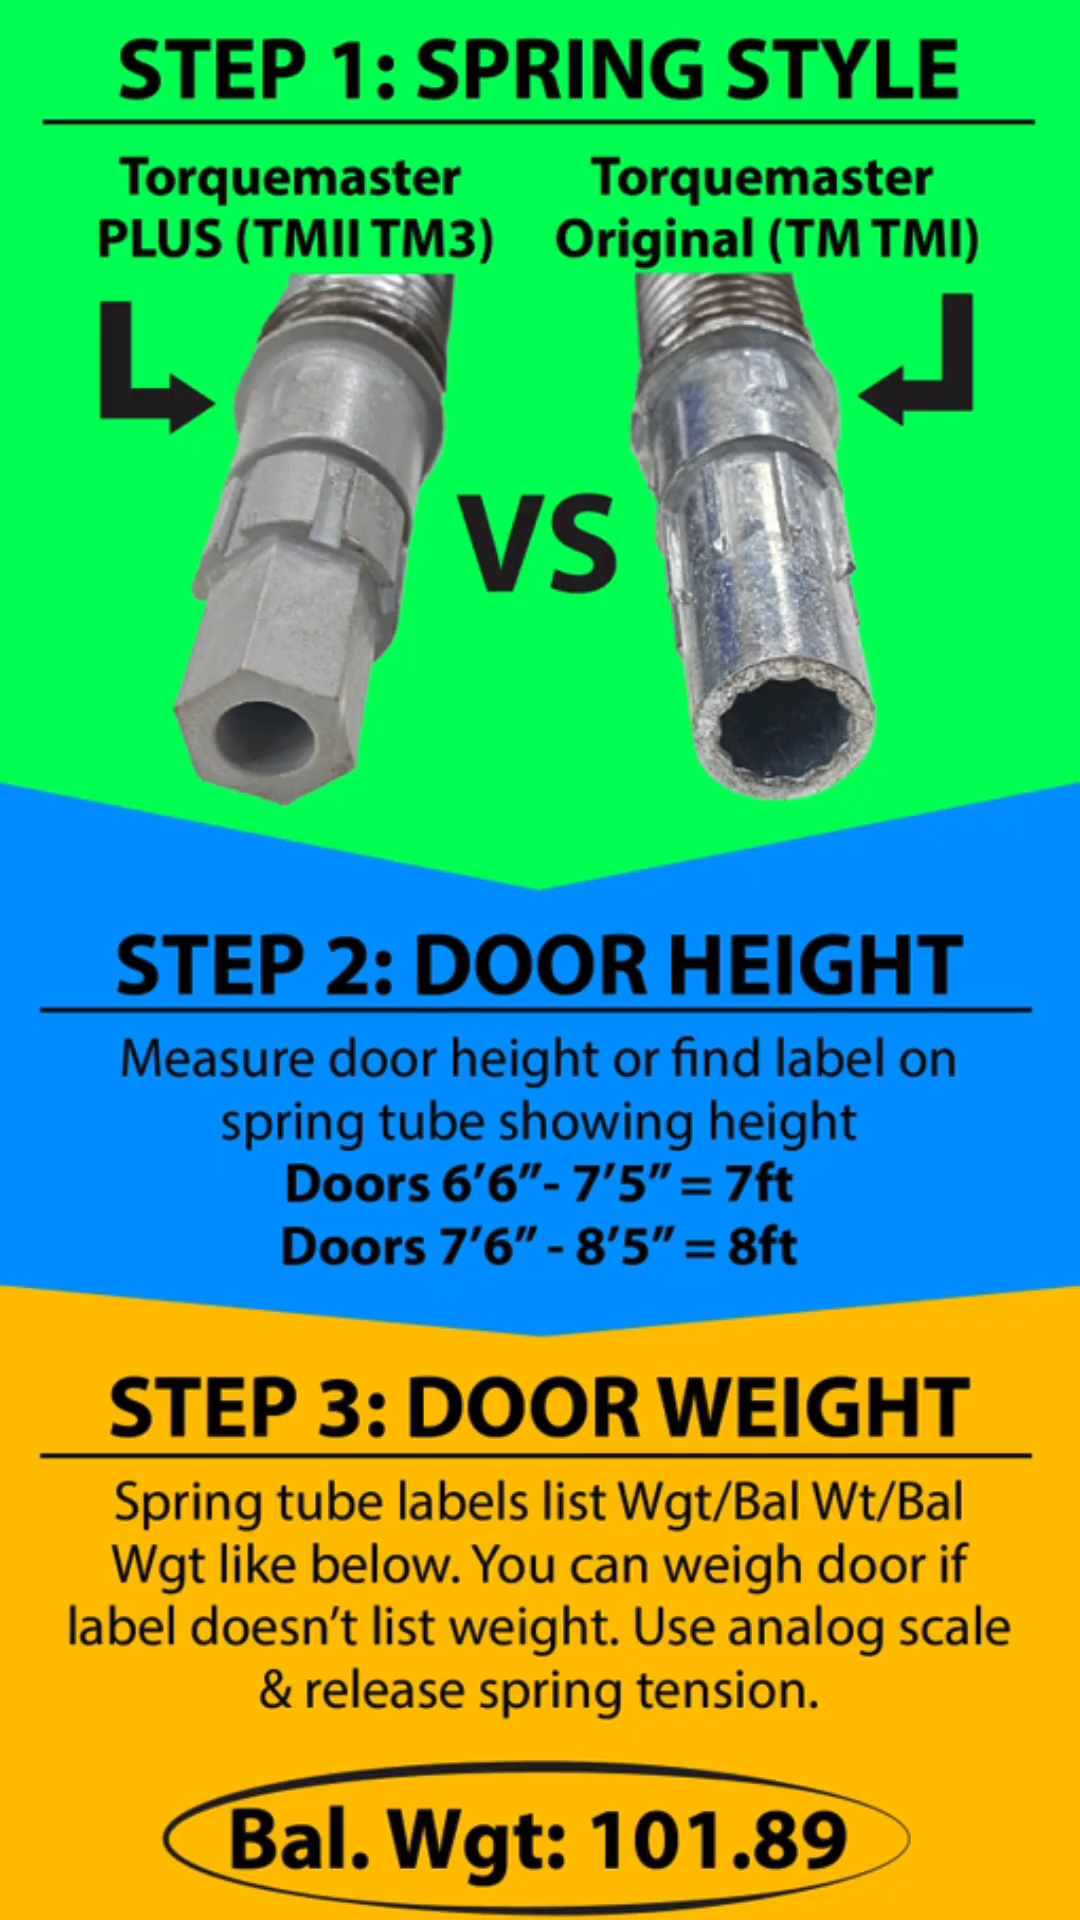 STEP 1: SPRING STYLE
Torquemaster PLUS (TMII TM3)
Torquemaster Original (TM TMI)
VS
STEP 2: DOOR HEIGHT
Measure door height or find label on
spring tube showing height
Doors 6’6”- 7’5” = 7ft
Doors 7’6” - 8’5” = 8ft
STEP 3: DOOR WEIGHT
Spring tube labels list Wgt/Bal Wt/Bal
Wgt like below. You can weigh door if
label doesn’t list weight. Use analog scale
& release spring tension.
Bal. Wgt: 101.89